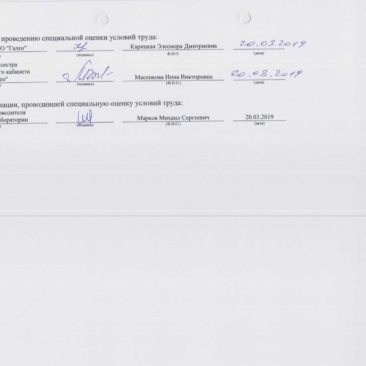 проведению специальной оценки условий труда:
О "Галео" Карицкая Элеонора Дмитриевна 20.03.2019
(подпись) Ф.И.О. (дата)
сестра
го кабинета
ео" Масенкова Инна Викторовна 20.03.2019
(подпись) (Ф.И.О.) (дата)
зации, проводившей специальную оценку условий труда:
оводителя
боратории Марков Михаил Сергеевич 20.03.2019
(подпись) (Ф.И.О.) (дата)